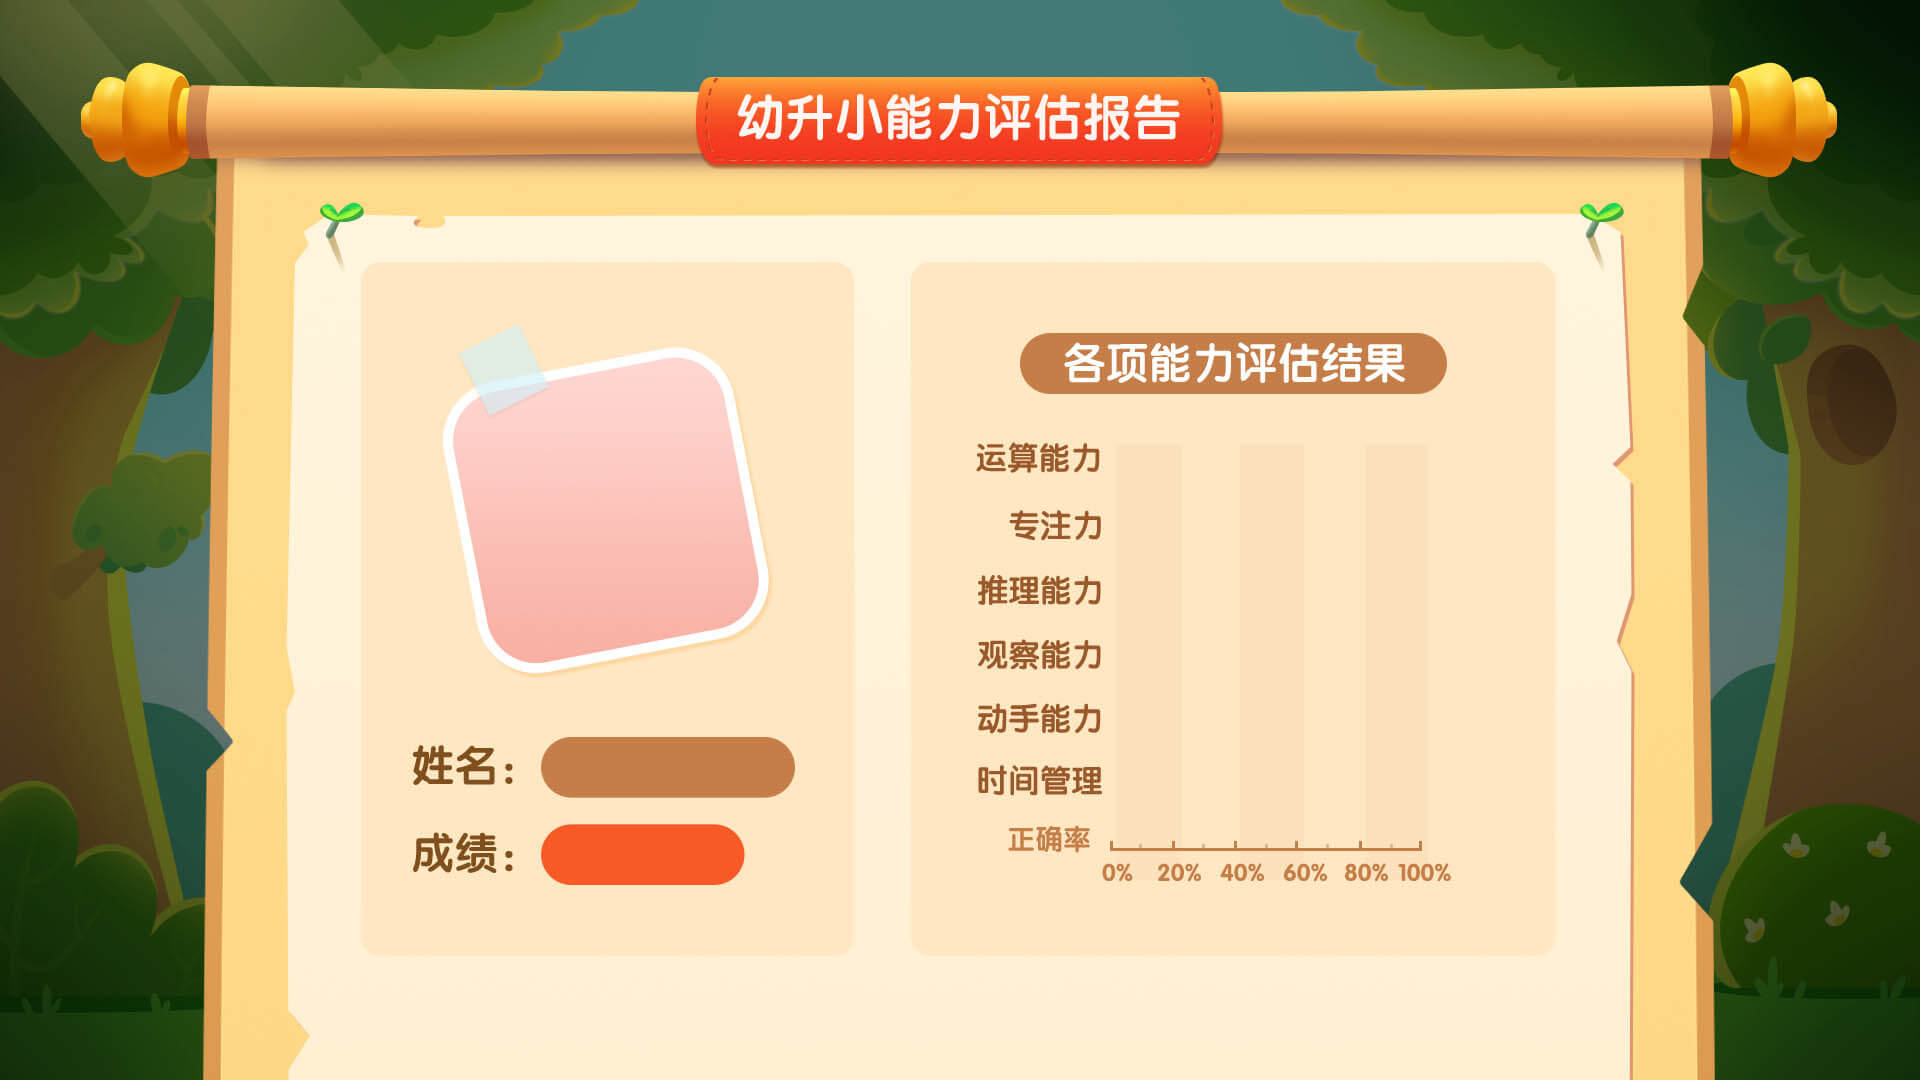 幼升小能力评估报告
姓名：
成绩：
各项能力评估结果
运算能力
专注力
推理能力
观察能力
动手能力
时间管理
正确率
0% 20% 40% 60% 80% 100%